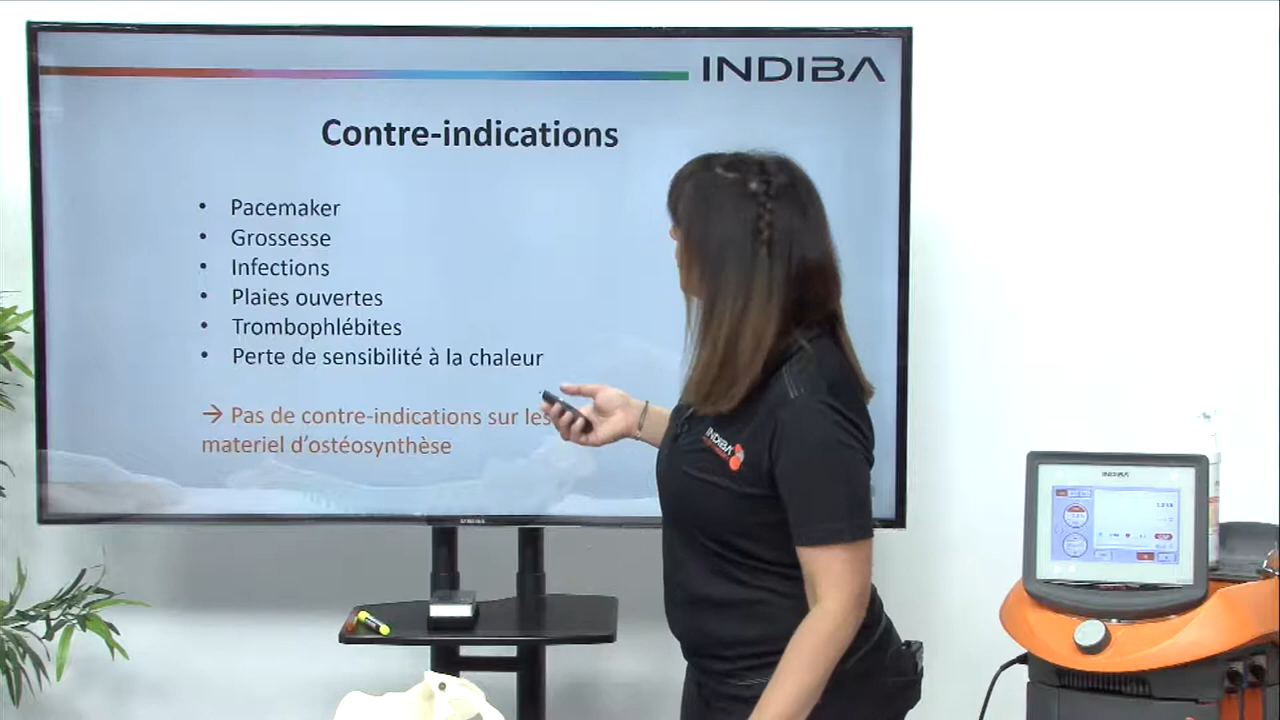 INDIBA
Contre-indications
• Pacemaker
• Grossesse
• Infections
• Plaies ouvertes
• Trombophlébites
• Perte de sensibilité à la chaleur
→ Pas de contre-indications sur les
materiel d'ostéosynthèse
INDIBA
INDIBA